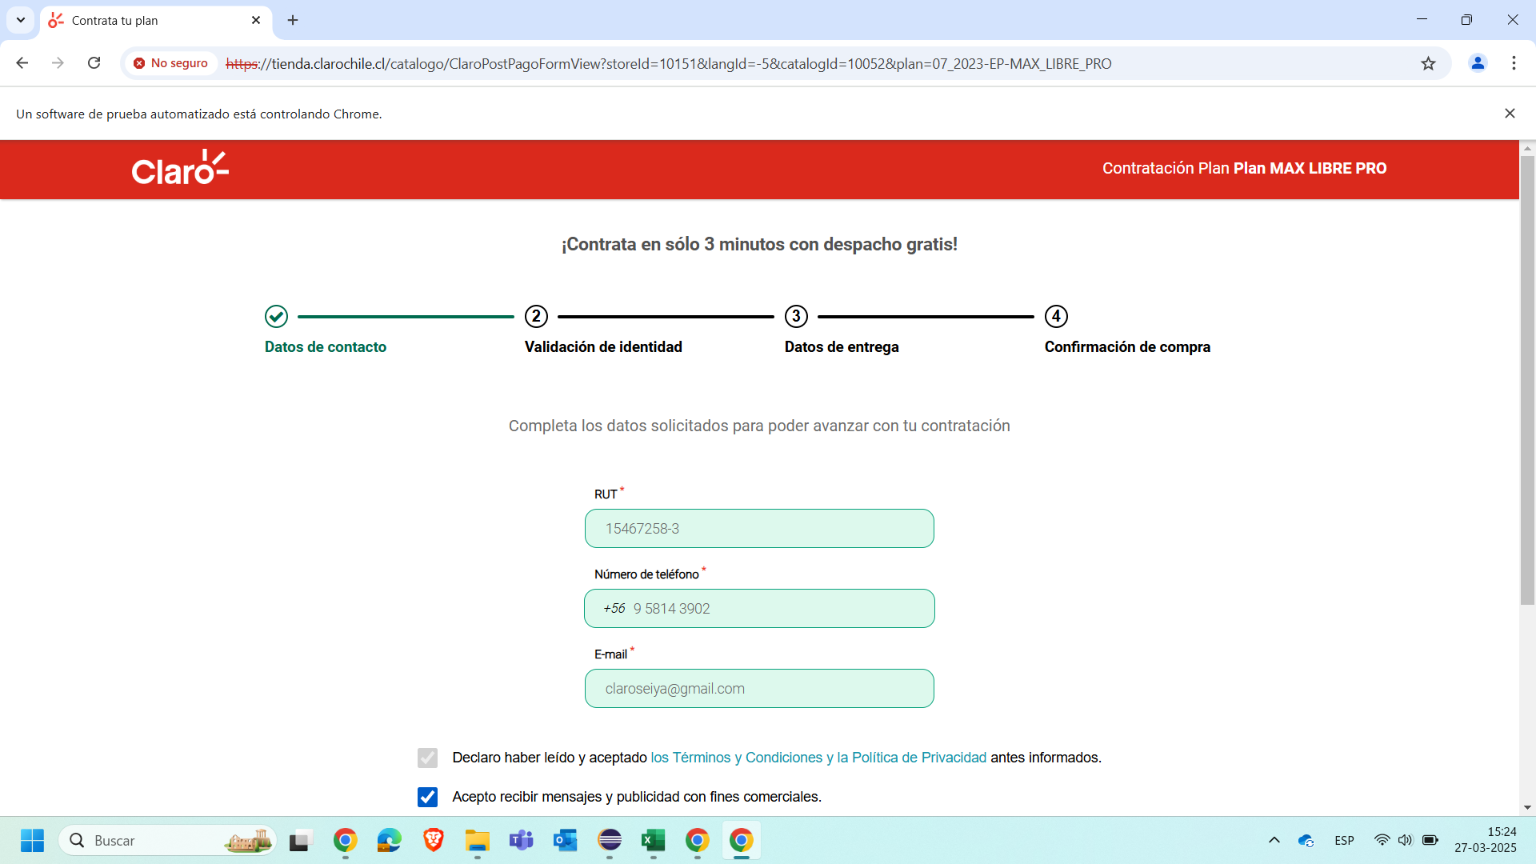 Contrata tu plan
No seguro
https://tienda.clarochile.cl/catalogo/ClaroPostPagoFormView?storeId=10151&langId=-5&catalogId=10052&plan=07_2023-EP-MAX_LIBRE_PRO
Un software de prueba automatizado está controlando Chrome.
Claro
Contratación Plan Plan MAX LIBRE PRO
¡Contrata en sólo 3 minutos con despacho gratis!
2
3
4
Datos de contacto
Validación de identidad
Datos de entrega
Confirmación de compra
Completa los datos solicitados para poder avanzar con tu contratación
RUT *
15467258-3
Número de teléfono *
+56 9 5814 3902
E-mail *
claroseiya@gmail.com
Declaro haber leído y aceptado los Términos y Condiciones y la Política de Privacidad antes informados.
Acepto recibir mensajes y publicidad con fines comerciales.
Buscar
ESP
15:24
27-03-2025